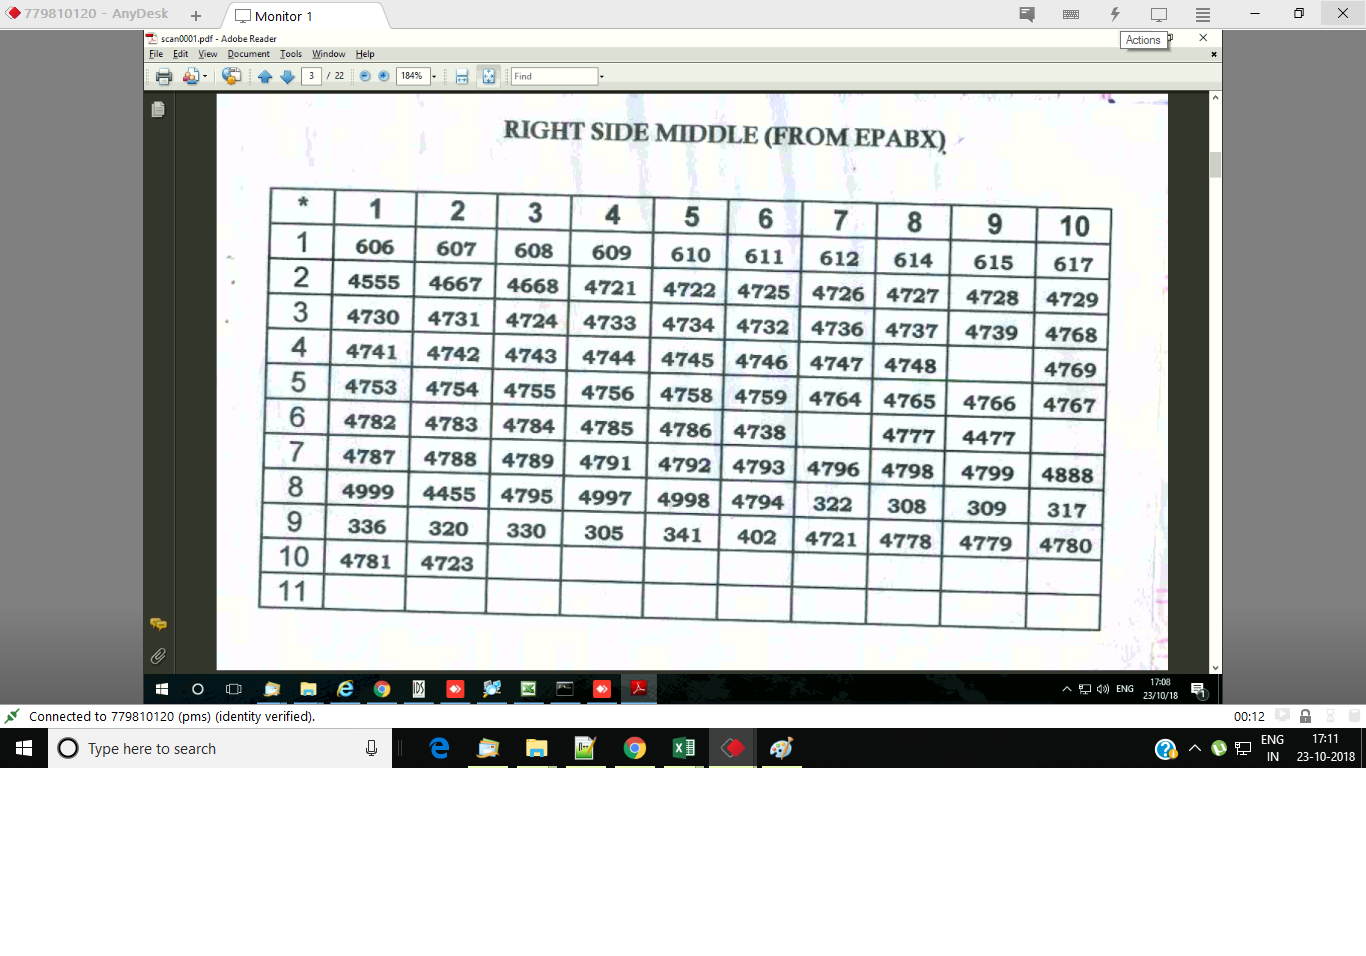 779810120 - AnyDesk
Monitor 1
Actions
scan0001.pdf - Adobe Reader
File Edit View Document Tools Window Help
3 / 22 184% Find
RIGHT SIDE MIDDLE (FROM EPABX)
* 1 2 3 4 5 6 7 8 9 10
1 606 607 608 609 610 611 612 614 615 617
2 4555 4667 4668 4721 4722 4725 4726 4727 4728 4729
3 4730 4731 4724 4733 4734 4732 4736 4737 4739 4768
4 4741 4742 4743 4744 4745 4746 4747 4748 4769
5 4753 4754 4755 4756 4758 4759 4764 4765 4766 4767
6 4782 4783 4784 4785 4786 4738 4777 4477
7 4787 4788 4789 4791 4792 4793 4796 4798 4799 4888
8 4999 4455 4795 4997 4998 4794 322 308 309 317
9 336 320 330 305 341 402 4721 4778 4779 4780
10 4781 4723
11
IDS
ENG
17:08
23/10/18
1
Connected to 779810120 (pms) (identity verified).
00:12
Type here to search
ENG
IN
17:11
23-10-2018